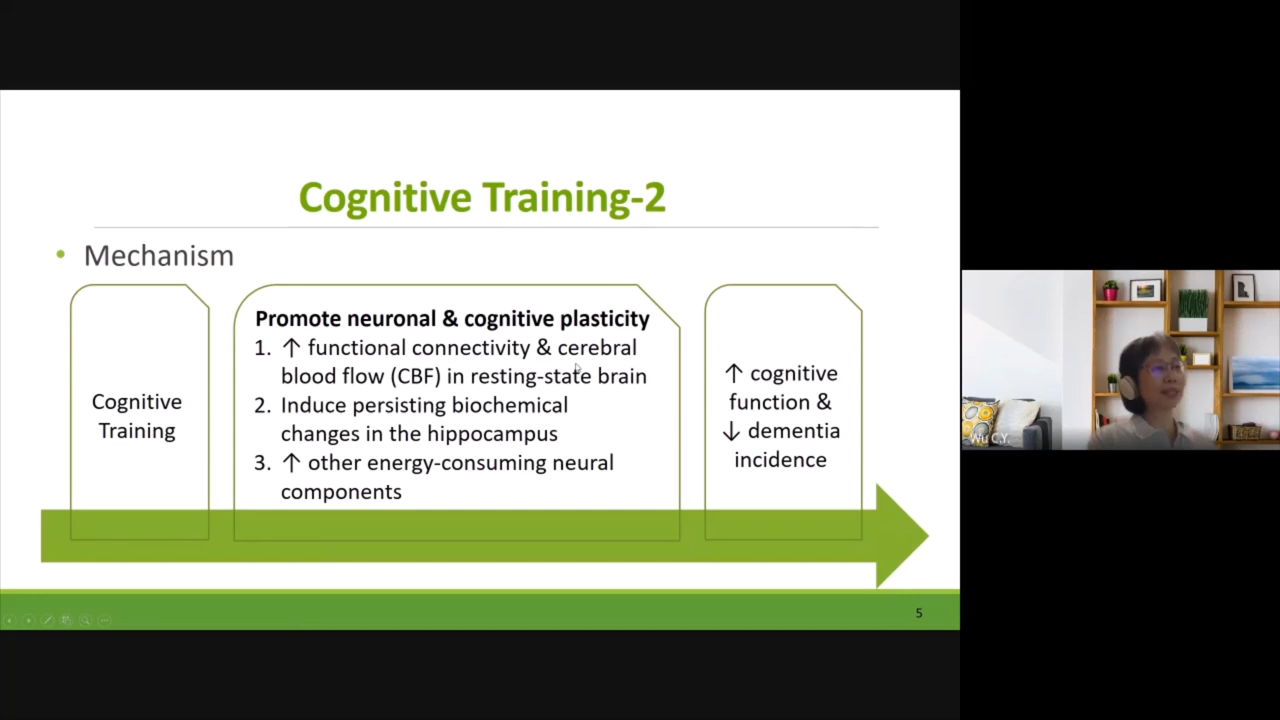 Cognitive Training-2
• Mechanism
Cognitive
Training
Promote neuronal & cognitive plasticity
1. ↑ functional connectivity & cerebral
blood flow (CBF) in resting-state brain
2. Induce persisting biochemical
changes in the hippocampus
3. ↑ other energy-consuming neural
components
↑ cognitive
function &
↓ dementia
incidence
5
Wu C.Y.